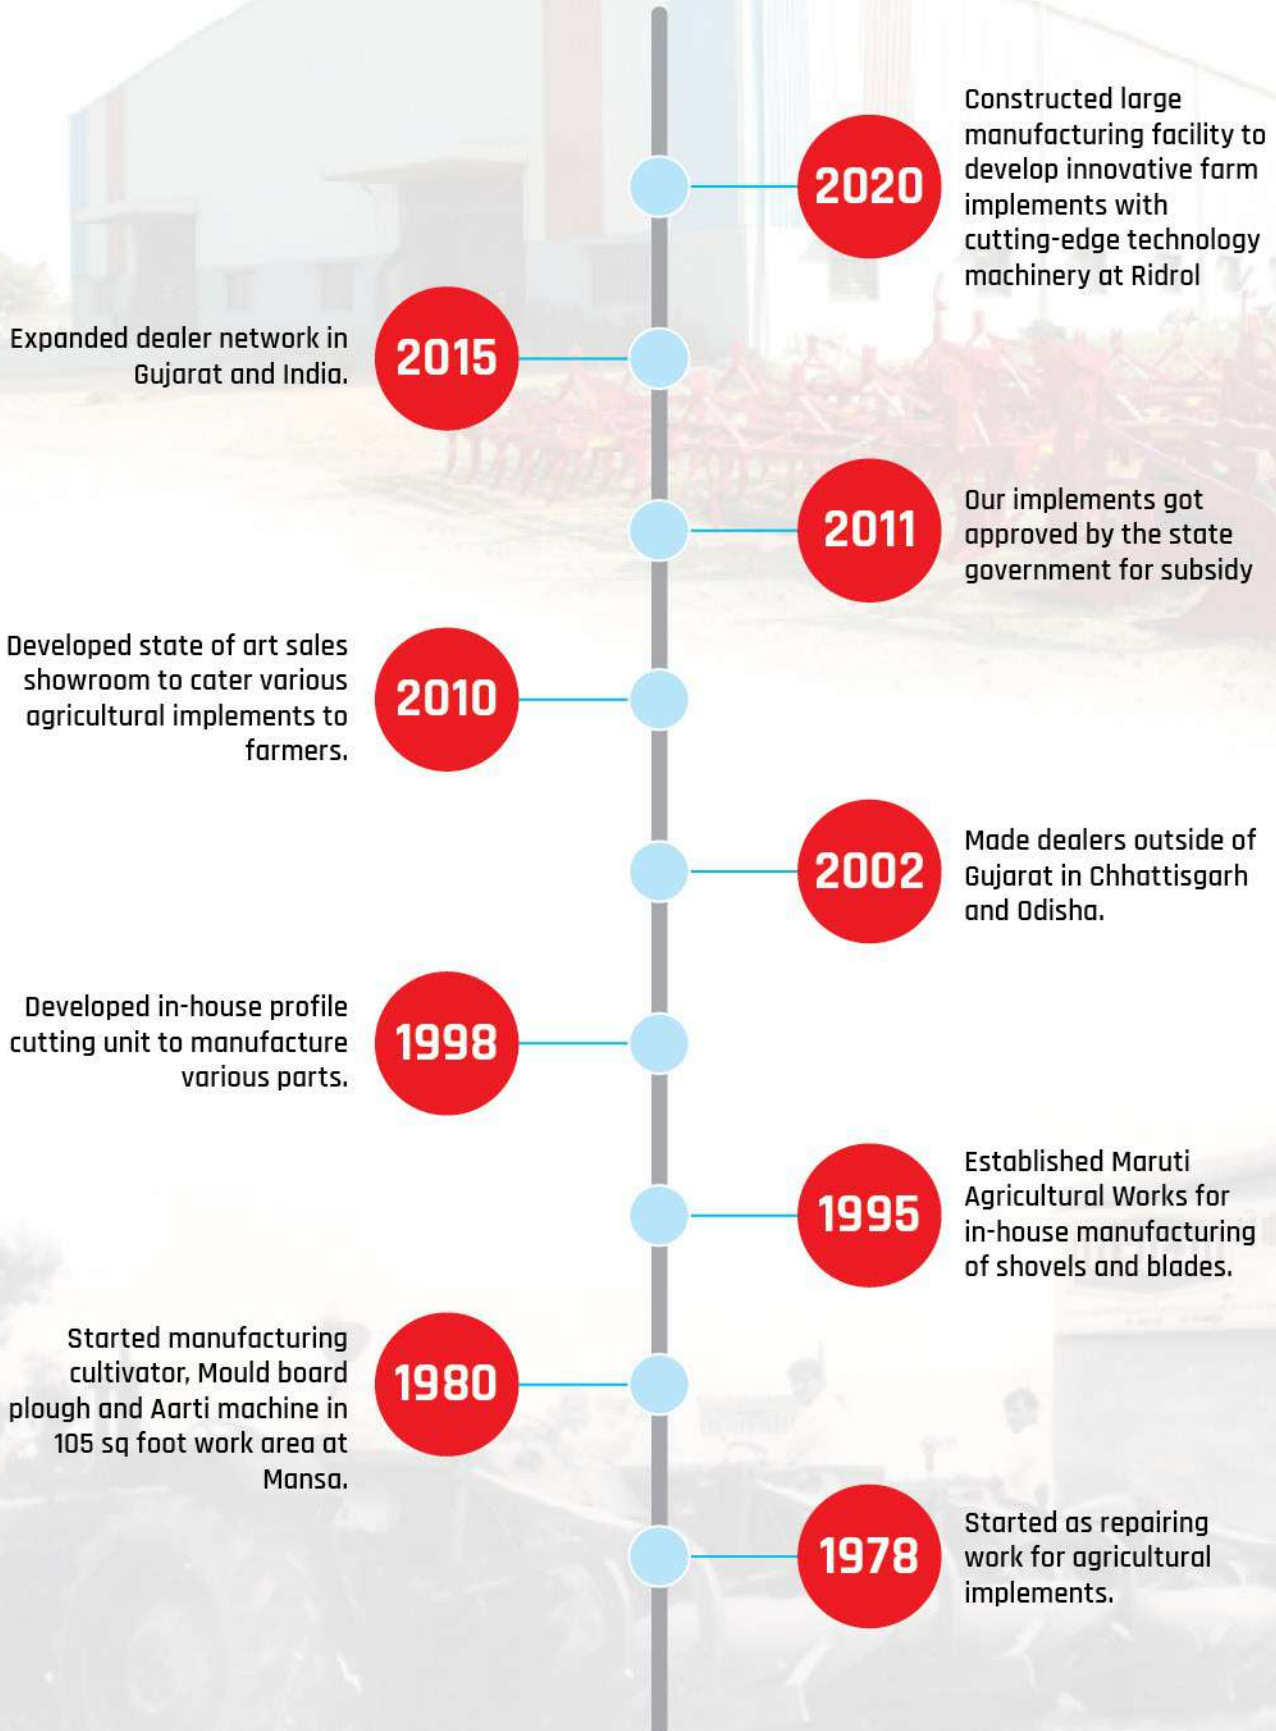 2020
Constructed large
manufacturing facility to
develop innovative farm
implements with
cutting-edge technology
machinery at Ridrol
Expanded dealer network in
Gujarat and India.
2015
2011
Our implements got
approved by the state
government for subsidy
Developed state of art sales
showroom to cater various
agricultural implements to
farmers.
2010
2002
Made dealers outside of
Gujarat in Chhattisgarh
and Odisha.
Developed in-house profile
cutting unit to manufacture
various parts.
1998
1995
Established Maruti
Agricultural Works for
in-house manufacturing
of shovels and blades.
Started manufacturing
cultivator, Mould board
plough and Aarti machine in
105 sq foot work area at
Mansa.
1980
1978
Started as repairing
work for agricultural
implements.